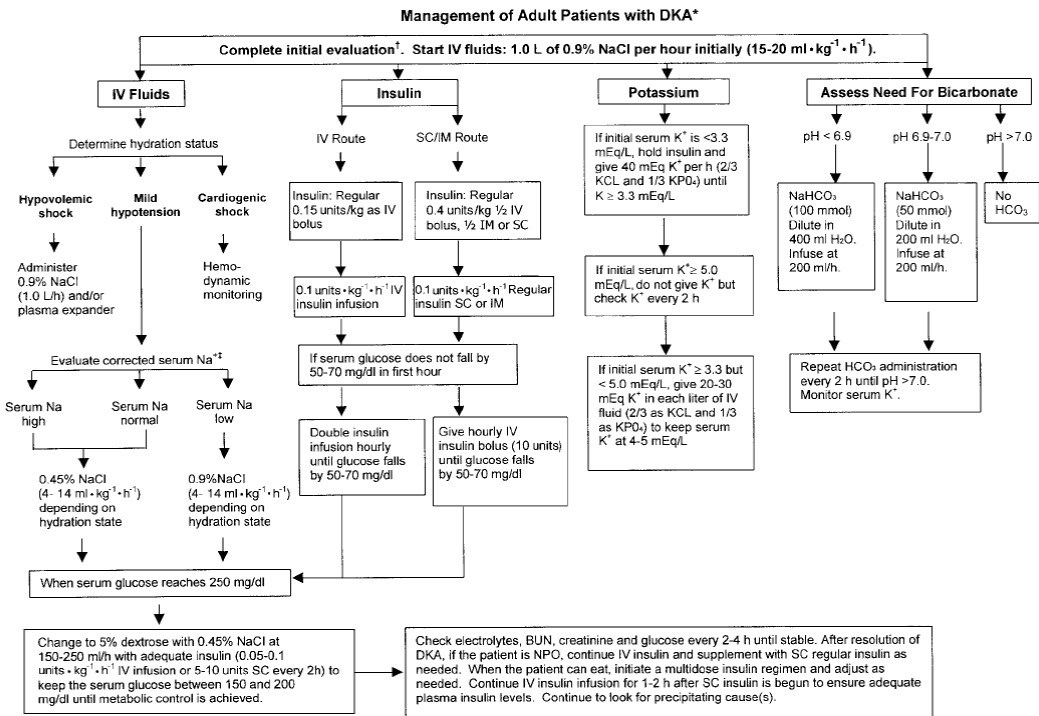 Management of Adult Patients with DKA*
Complete initial evaluation†. Start IV fluids: 1.0 L of 0.9% NaCl per hour initially (15-20 ml•kg⁻¹•h⁻¹).
IV Fluids
Determine hydration status
Hypovolemic
shock
Mild
hypotension
Cardiogenic
shock
Administer
0.9% NaCl
(1.0 L/h) and/or
plasma expander
Hemo-
dynamic
monitoring
Evaluate corrected serum Na⁺‡
Serum Na
high
Serum Na
normal
Serum Na
low
0.45% NaCl
(4- 14 ml•kg⁻¹•h⁻¹)
depending on
hydration state
0.9%NaCl
(4- 14 ml•kg⁻¹•h⁻¹)
depending on
hydration state
When serum glucose reaches 250 mg/dl
Insulin
IV Route
SC/IM Route
Insulin: Regular
0.15 units/kg as IV
bolus
Insulin: Regular
0.4 units/kg ½ IV
bolus, ½ IM or SC
0.1 units•kg⁻¹•h⁻¹IV
insulin infusion
0.1 units•kg⁻¹•h⁻¹Regular
insulin SC or IM
If serum glucose does not fall by
50-70 mg/dl in first hour
Double insulin
infusion hourly
until glucose falls
by 50-70 mg/dl
Give hourly IV
insulin bolus (10 units)
until glucose falls
by 50-70 mg/dl
Potassium
If initial serum K⁺ is <3.3
mEq/L, hold insulin and
give 40 mEq K⁺ per h (2/3
KCL and 1/3 KP0₄) until
K ≥ 3.3 mEq/L
If initial serum K⁺≥ 5.0
mEq/L, do not give K⁺ but
check K⁺ every 2 h
If initial serum K⁺ ≥ 3.3 but
< 5.0 mEq/L, give 20-30
mEq K⁺ in each liter of IV
fluid (2/3 as KCL and 1/3
as KP0₄) to keep serum
K⁺ at 4-5 mEq/L
Assess Need For Bicarbonate
pH < 6.9
pH 6.9-7.0
pH >7.0
NaHCO₃
(100 mmol)
Dilute in
400 ml H₂O.
Infuse at
200 ml/h.
NaHCO₃
(50 mmol)
Dilute in
200 ml H₂O.
Infuse at
200 ml/h.
No
HCO₃
Repeat HCO₃ administration
every 2 h until pH >7.0.
Monitor serum K⁺.
Change to 5% dextrose with 0.45% NaCl at
150-250 ml/h with adequate insulin (0.05-0.1
units•kg⁻¹•h⁻¹ IV infusion or 5-10 units SC every 2h) to
keep the serum glucose between 150 and 200
mg/dl until metabolic control is achieved.
Check electrolytes, BUN, creatinine and glucose every 2-4 h until stable. After resolution of
DKA, if the patient is NPO, continue IV insulin and supplement with SC regular insulin as
needed. When the patient can eat, initiate a multidose insulin regimen and adjust as
needed. Continue IV insulin infusion for 1-2 h after SC insulin is begun to ensure adequate
plasma insulin levels. Continue to look for precipitating cause(s).